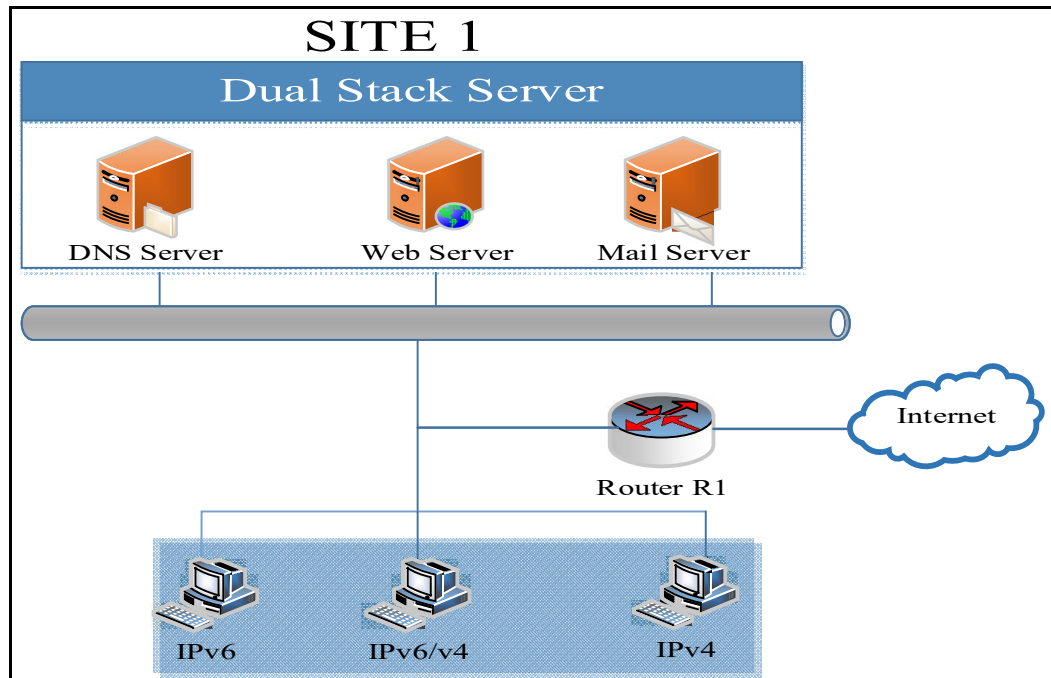 SITE 1
Dual Stack Server
DNS Server
Web Server
Mail Server
Internet
Router R1
IPv6
IPv6/v4
IPv4